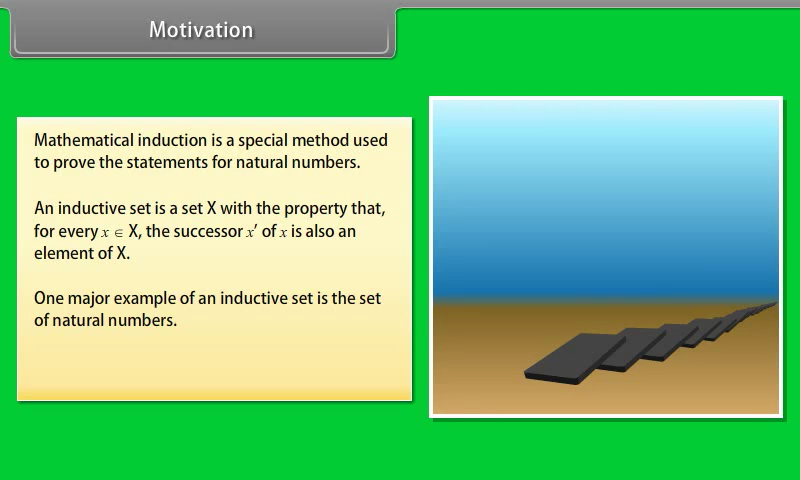 Motivation
Mathematical induction is a special method used
to prove the statements for natural numbers.
An inductive set is a set X with the property that,
for every x ∈ X, the successor x′ of x is also an
element of X.
One major example of an inductive set is the set
of natural numbers.